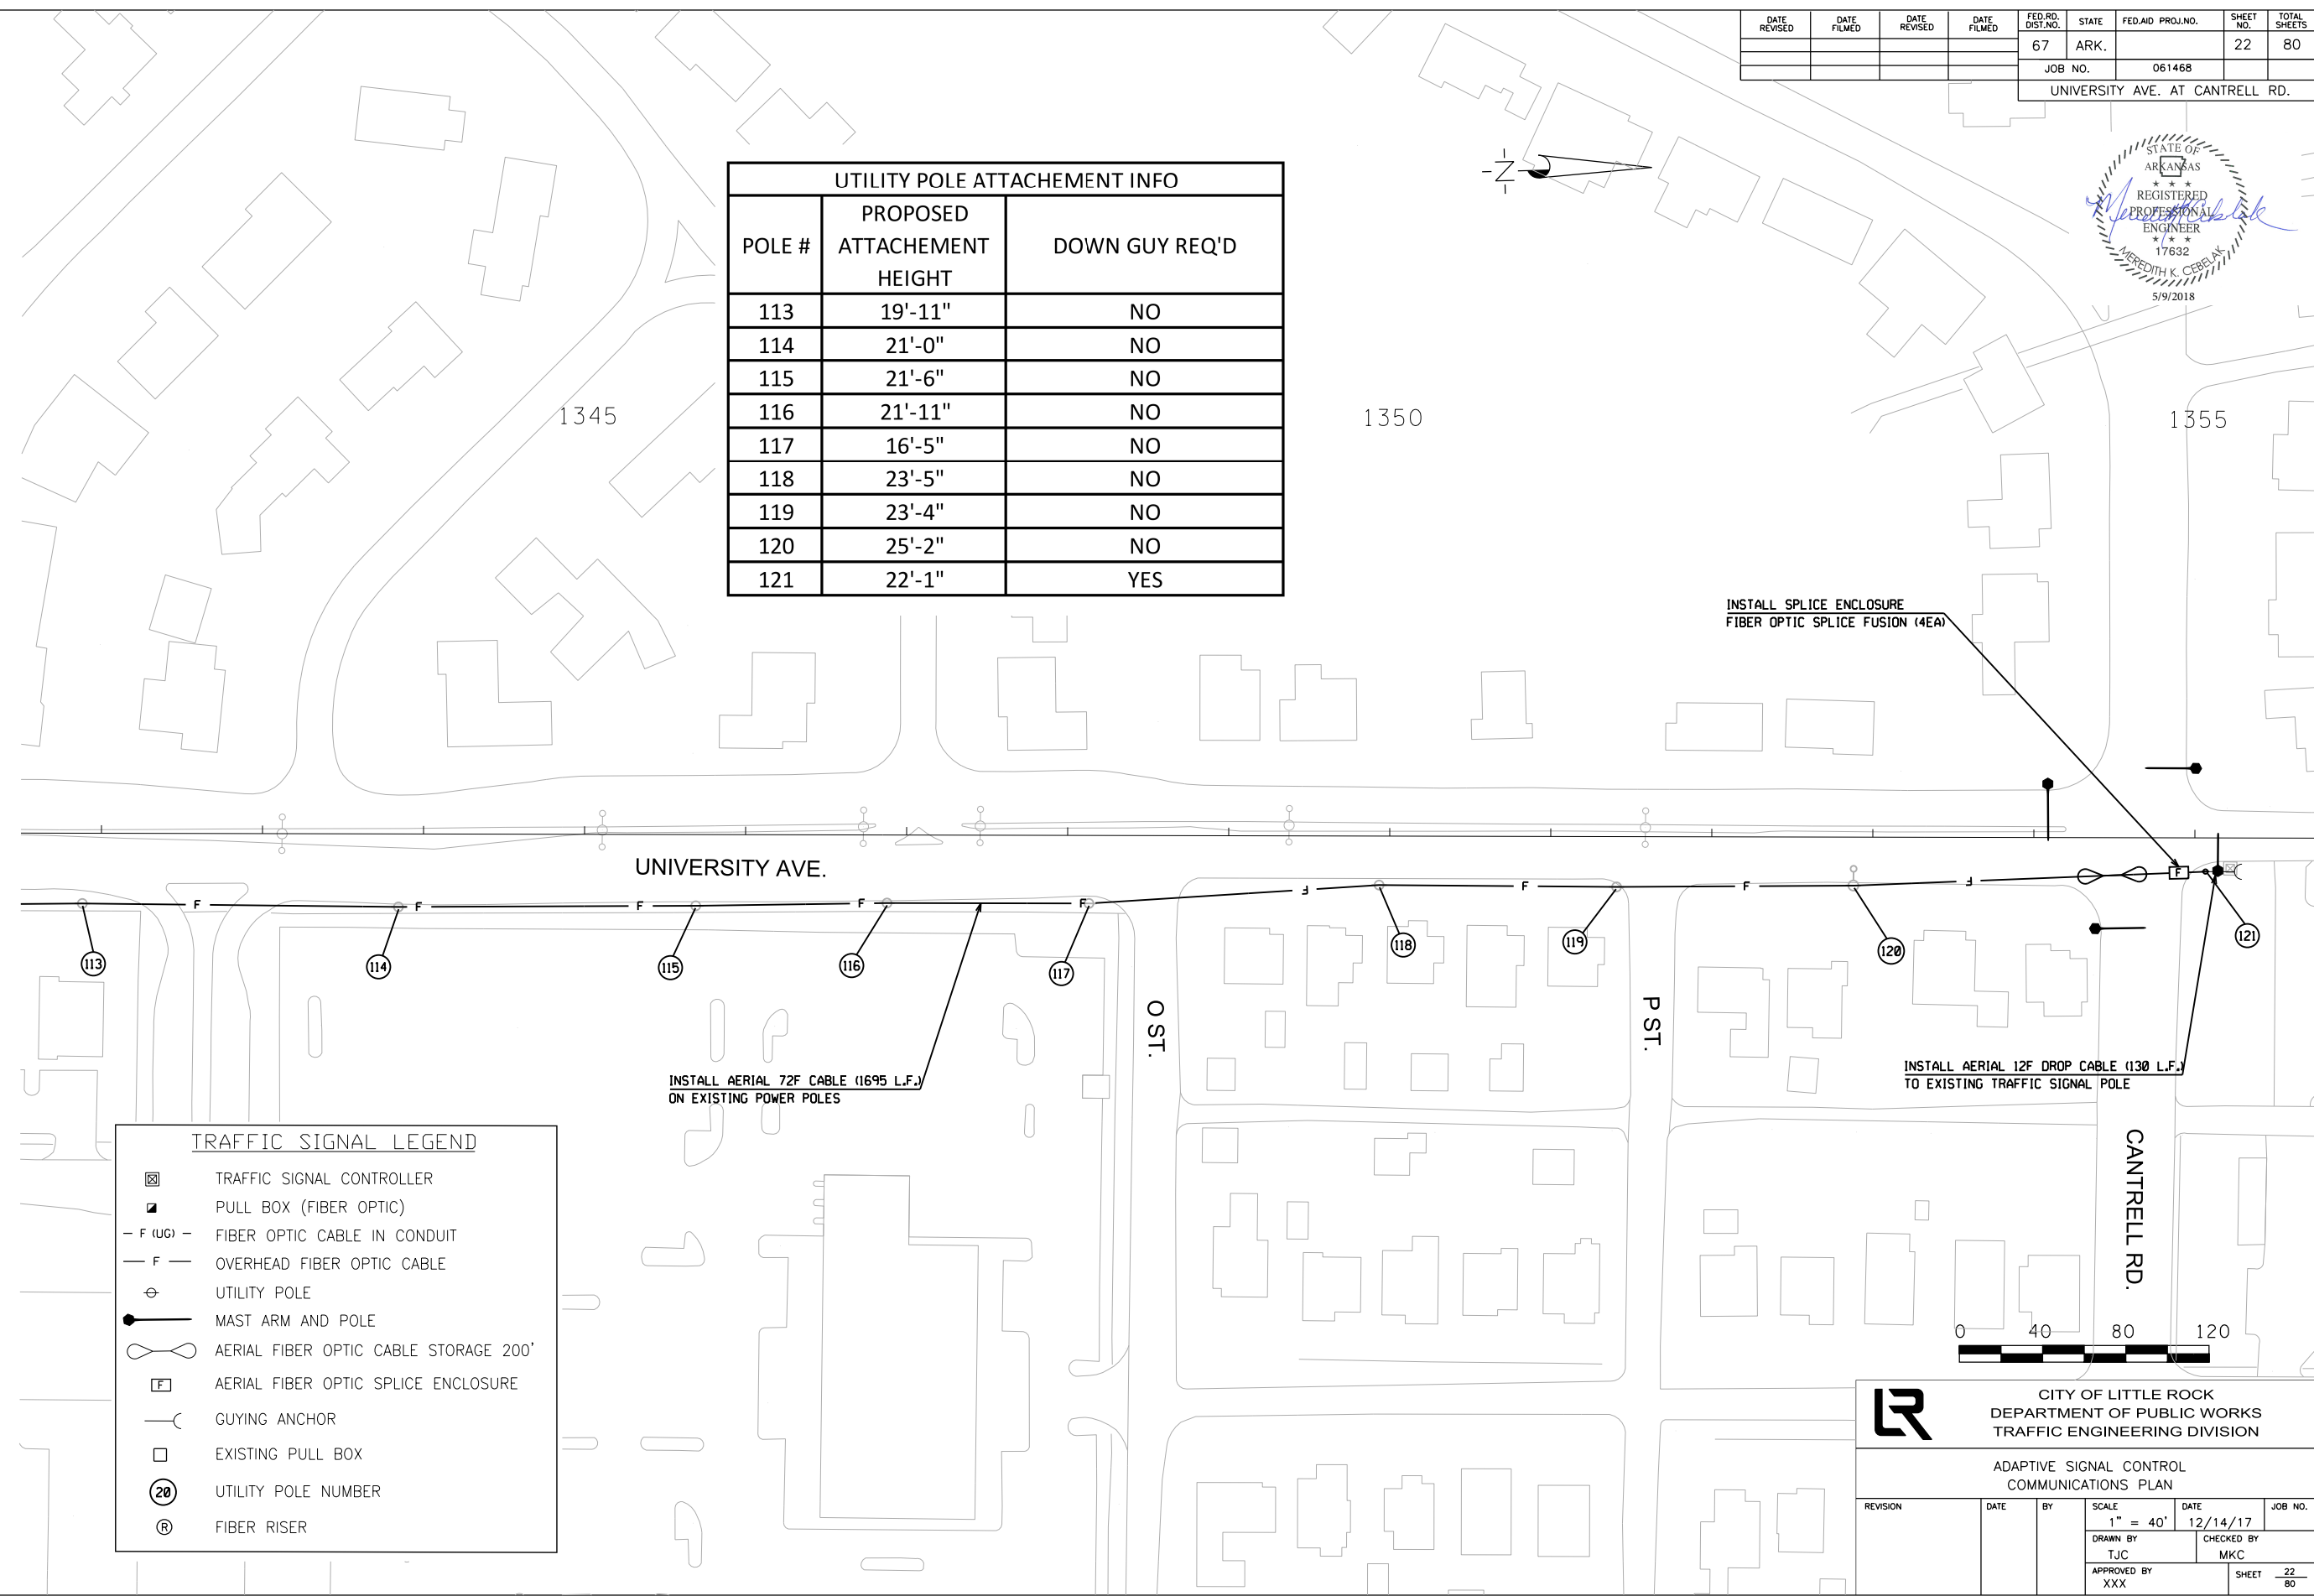 DATE REVISED DATE FILMED DATE REVISED DATE FILMED FED.RD. DIST.NO. STATE FED.AID PROJ.NO. SHEET NO. TOTAL SHEETS
67 ARK. 22 80
JOB NO. 061468
UNIVERSITY AVE. AT CANTRELL RD.
STATE OF
ARKANSAS
★ ★ ★
REGISTERED
PROFESSIONAL
ENGINEER
★ ★ ★
17632
MEREDITH K. CEBELAK
5/9/2018
N
UTILITY POLE ATTACHEMENT INFO
POLE # PROPOSED ATTACHEMENT HEIGHT DOWN GUY REQ'D
113 19'-11" NO
114 21'-0" NO
115 21'-6" NO
116 21'-11" NO
117 16'-5" NO
118 23'-5" NO
119 23'-4" NO
120 25'-2" NO
121 22'-1" YES
1345 1350 1355
INSTALL SPLICE ENCLOSURE
FIBER OPTIC SPLICE FUSION (4EA)
UNIVERSITY AVE.
F F F F F F F F F F
113 114 115 116 117 118 119 120 121
O ST.
P ST.
CANTRELL RD.
INSTALL AERIAL 72F CABLE (1695 L.F.)
ON EXISTING POWER POLES
INSTALL AERIAL 12F DROP CABLE (130 L.F.)
TO EXISTING TRAFFIC SIGNAL POLE
TRAFFIC SIGNAL LEGEND
TRAFFIC SIGNAL CONTROLLER
PULL BOX (FIBER OPTIC)
F (UG) FIBER OPTIC CABLE IN CONDUIT
F OVERHEAD FIBER OPTIC CABLE
UTILITY POLE
MAST ARM AND POLE
AERIAL FIBER OPTIC CABLE STORAGE 200'
F AERIAL FIBER OPTIC SPLICE ENCLOSURE
GUYING ANCHOR
EXISTING PULL BOX
20 UTILITY POLE NUMBER
R FIBER RISER
0 40 80 120
LR
CITY OF LITTLE ROCK
DEPARTMENT OF PUBLIC WORKS
TRAFFIC ENGINEERING DIVISION
ADAPTIVE SIGNAL CONTROL
COMMUNICATIONS PLAN
REVISION DATE BY SCALE DATE JOB NO.
1" = 40' 12/14/17
DRAWN BY CHECKED BY
TJC MKC
APPROVED BY SHEET 22
XXX 80